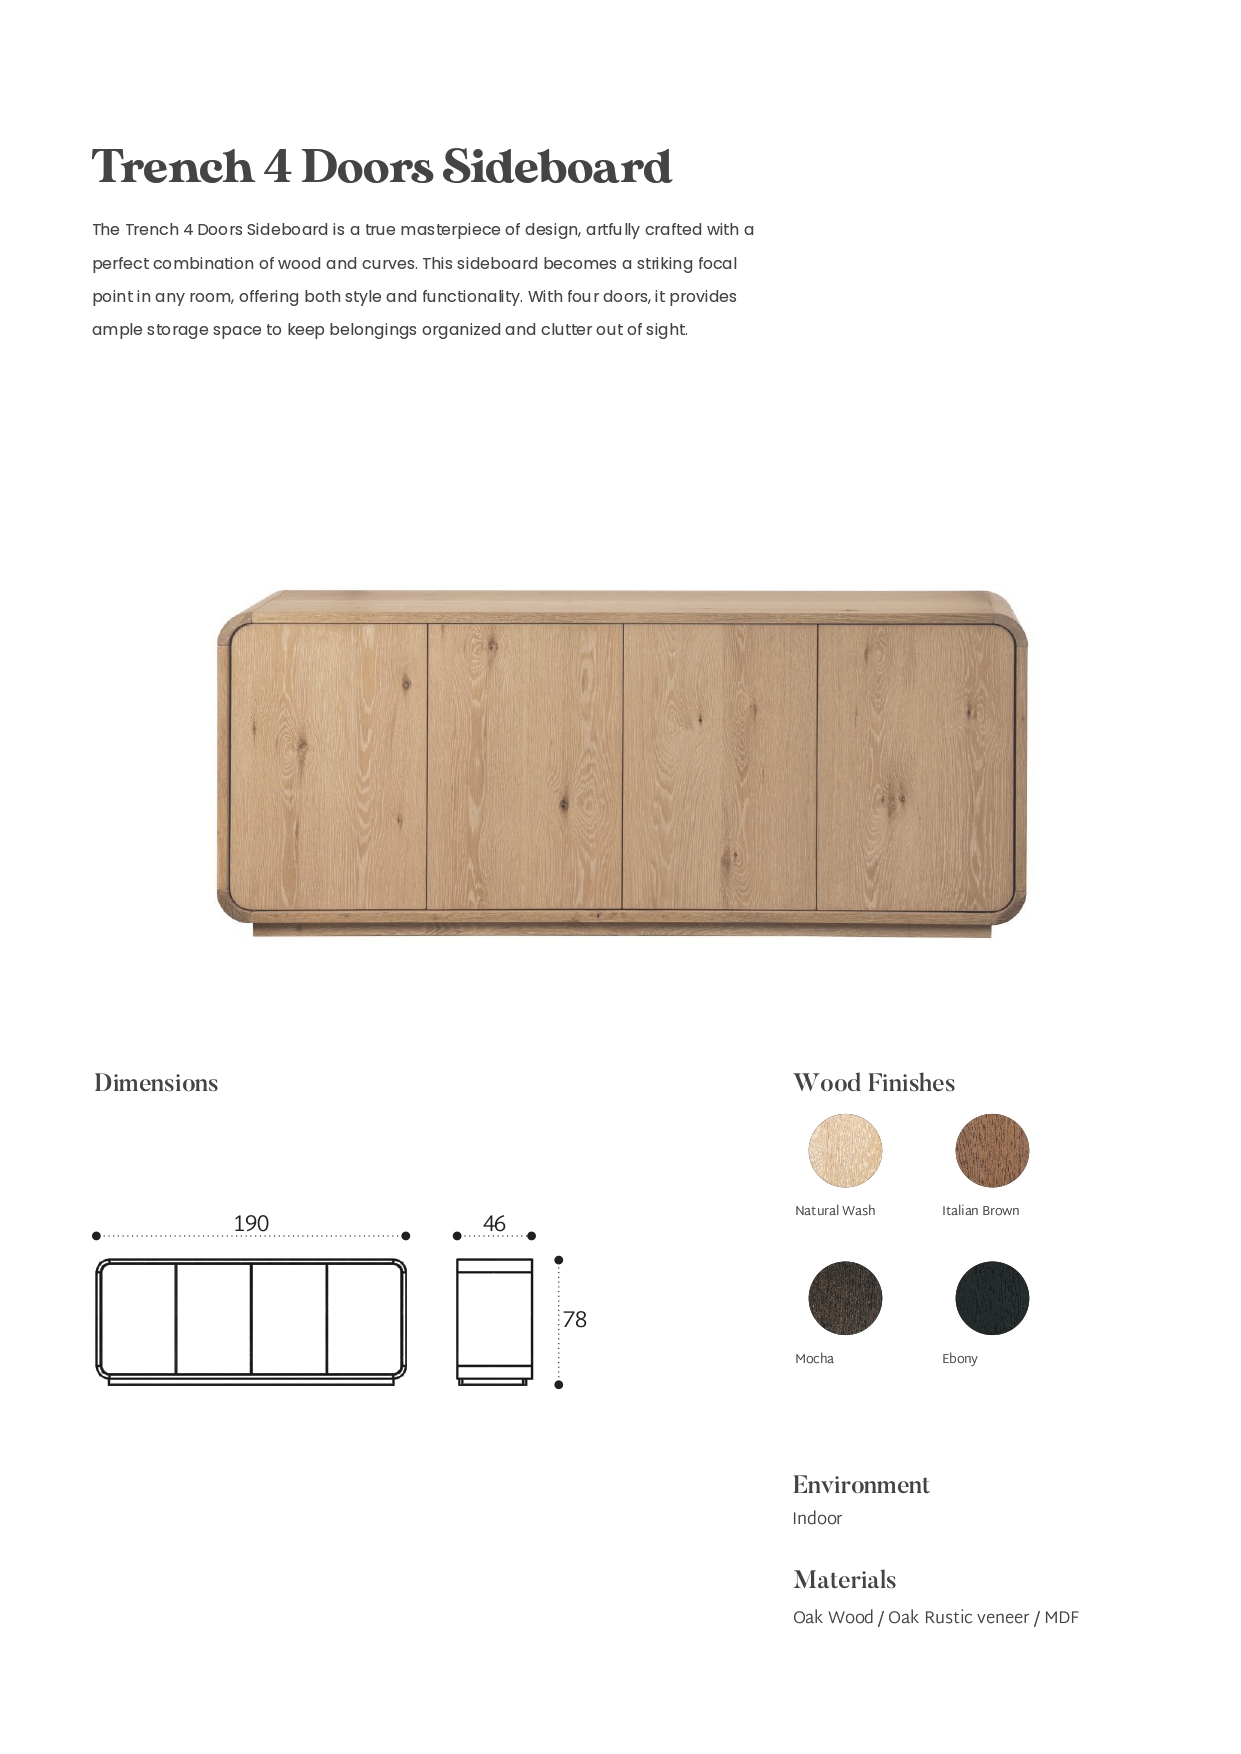 Trench 4 Doors Sideboard
The Trench 4 Doors Sideboard is a true masterpiece of design, artfully crafted with a
perfect combination of wood and curves. This sideboard becomes a striking focal
point in any room, offering both style and functionality. With four doors, it provides
ample storage space to keep belongings organized and clutter out of sight.
Dimensions
190
46
78
Wood Finishes
Natural Wash
Italian Brown
Mocha
Ebony
Environment
Indoor
Materials
Oak Wood / Oak Rustic veneer / MDF